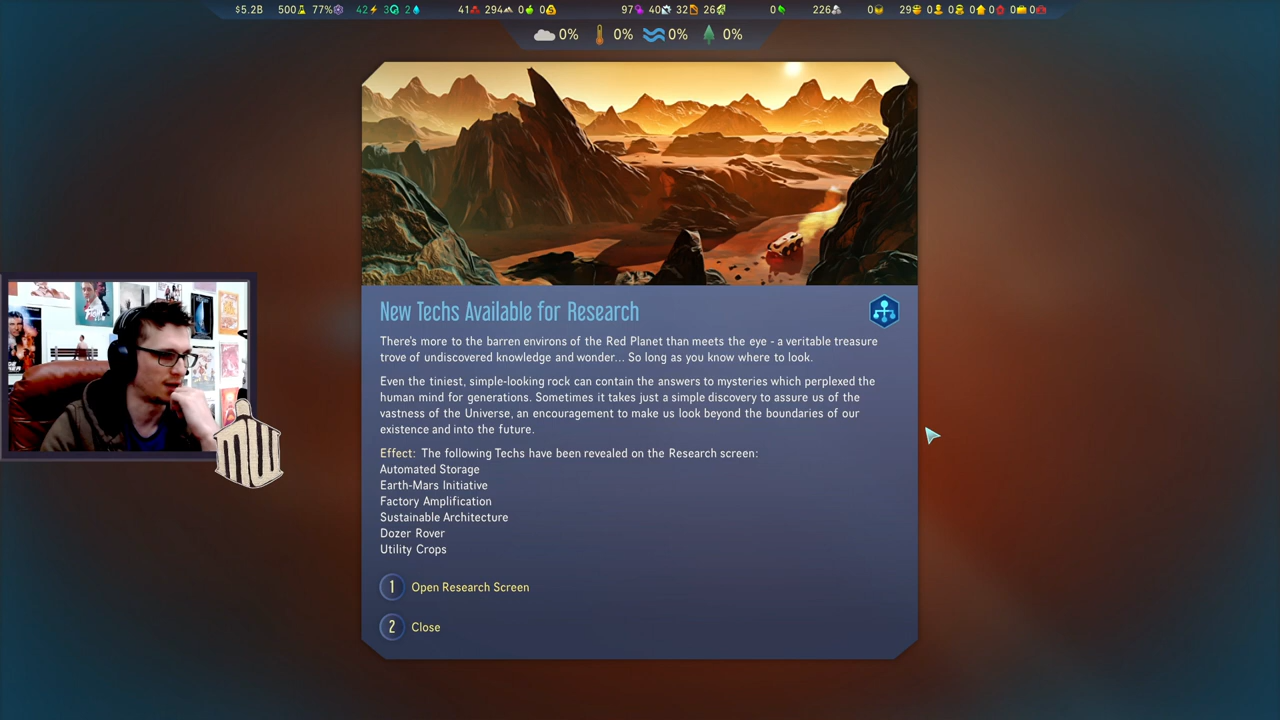 $5.2B 500 77% 42 3 2 41 294 0 0 97 40 32 26 0 226 0 29 0 0 0 0 0 0
0% 0% 0% 0%
New Techs Available for Research
There's more to the barren environs of the Red Planet than meets the eye - a veritable treasure
trove of undiscovered knowledge and wonder... So long as you know where to look.
Even the tiniest, simple-looking rock can contain the answers to mysteries which perplexed the
human mind for generations. Sometimes it takes just a simple discovery to assure us of the
vastness of the Universe, an encouragement to make us look beyond the boundaries of our
existence and into the future.
Effect: The following Techs have been revealed on the Research screen:
Automated Storage
Earth-Mars Initiative
Factory Amplification
Sustainable Architecture
Dozer Rover
Utility Crops
1 Open Research Screen
2 Close
MW